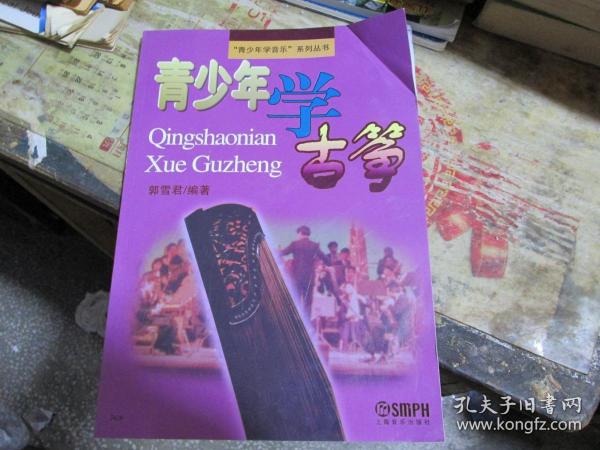 “青少年学音乐”系列丛书
青少年学
古筝
Qingshaonian
Xue Guzheng
郭雪君/编著
SMPH
上海音乐出版社
孔夫子旧书网
www.kongfz.com